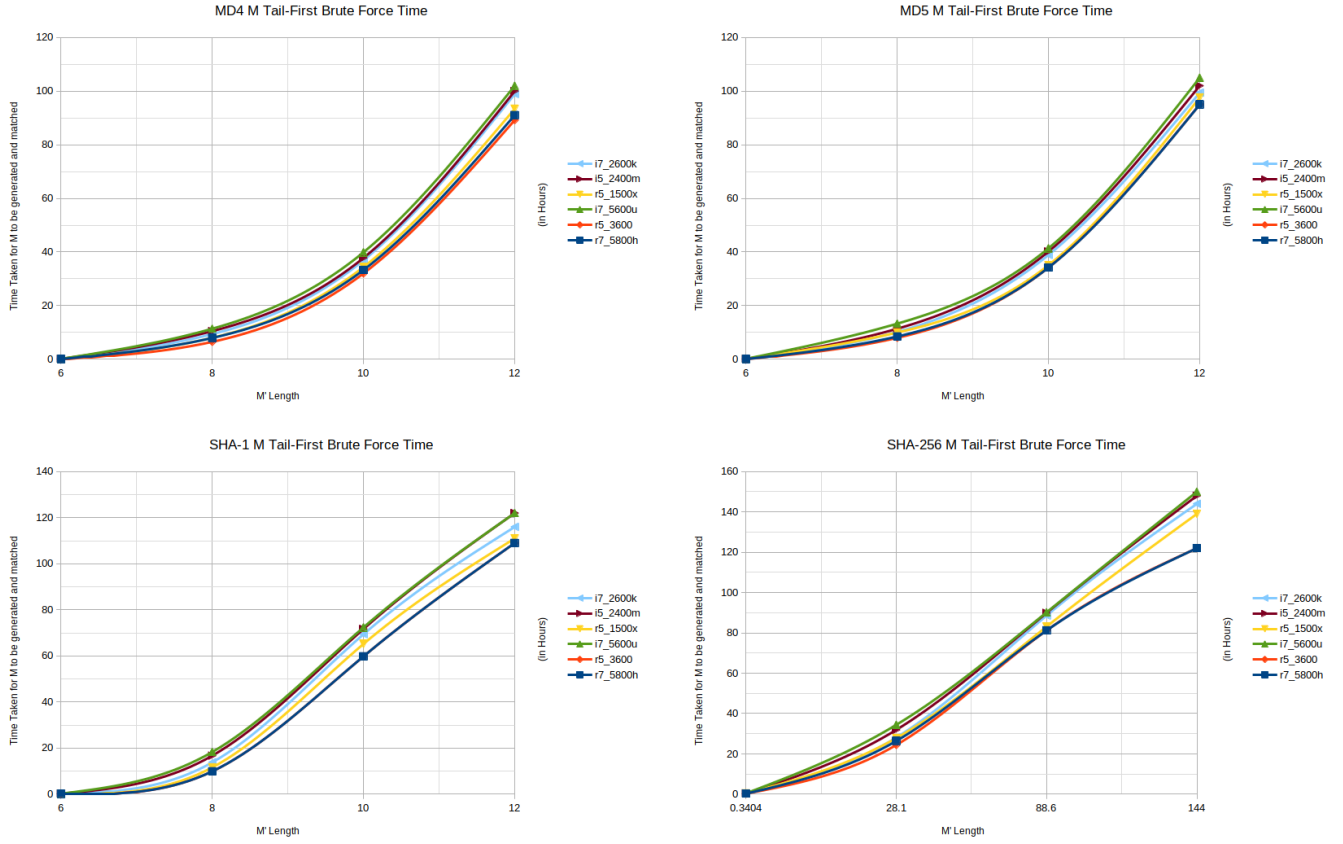 MD4 M Tail-First Brute Force Time
Time Taken for M to be generated and matched
(in Hours)
120
100
80
60
40
20
0
6 8 10 12
M' Length
i7_2600k
i5_2400m
r5_1500x
i7_5600u
r5_3600
r7_5800h
MD5 M Tail-First Brute Force Time
Time Taken for M to be generated and matched
(in Hours)
120
100
80
60
40
20
0
6 8 10 12
M' Length
i7_2600k
i5_2400m
r5_1500x
i7_5600u
r5_3600
r7_5800h
SHA-1 M Tail-First Brute Force Time
Time Taken for M to be generated and matched
(in Hours)
140
120
100
80
60
40
20
0
6 8 10 12
M' Length
i7_2600k
i5_2400m
r5_1500x
i7_5600u
r5_3600
r7_5800h
SHA-256 M Tail-First Brute Force Time
Time Taken for M to be generated and matched
(in Hours)
160
140
120
100
80
60
40
20
0
0.3404 28.1 88.6 144
M' Length
i7_2600k
i5_2400m
r5_1500x
i7_5600u
r5_3600
r7_5800h